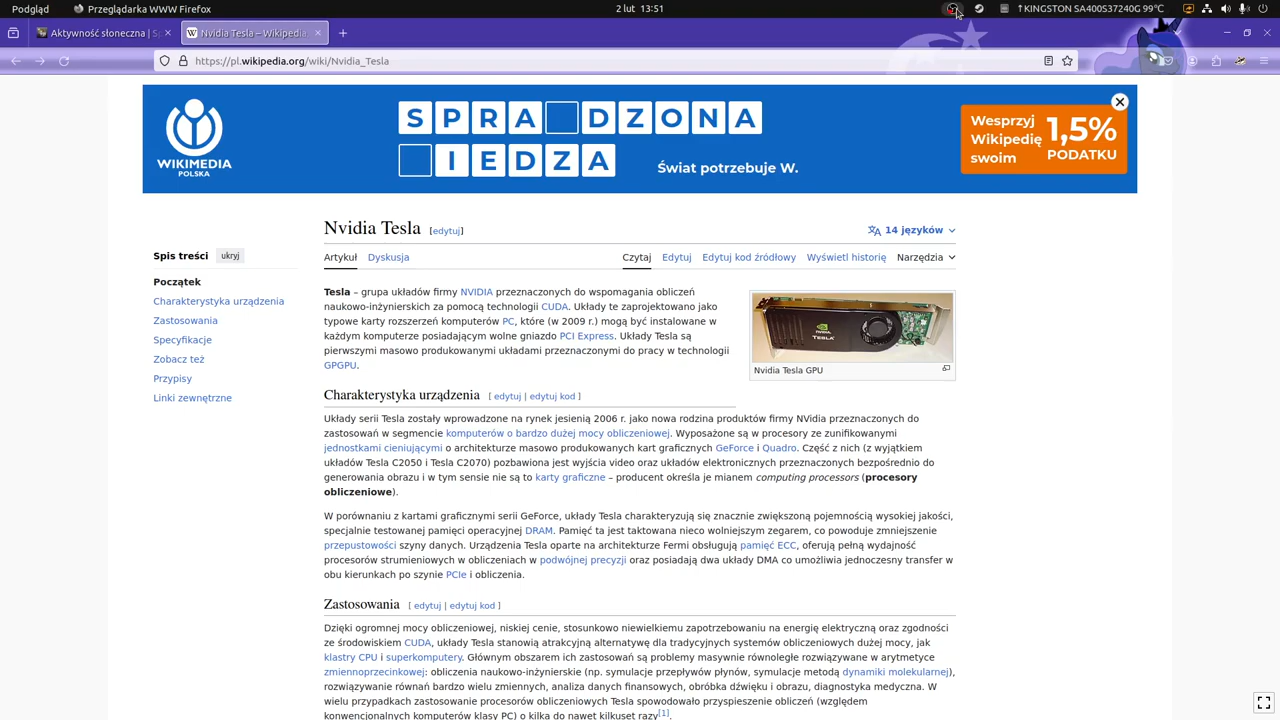 Podgląd Przeglądarka WWW Firefox 2 lut 13:51 ↑KINGSTON SA400S37240G 99°C
Aktywność słoneczna | S × Nvidia Tesla – Wikipedia ×
https://pl.wikipedia.org/wiki/Nvidia_Tesla
SPRA DZONA
IEDZA
Świat potrzebuje W.
WIKIMEDIA
POLSKA
Wesprzyj
Wikipedię
swoim
1,5%
PODATKU
Nvidia Tesla [edytuj]
14 języków
Spis treści ukryj
Początek
Charakterystyka urządzenia
Zastosowania
Specyfikacje
Zobacz też
Przypisy
Linki zewnętrzne
Artykuł Dyskusja Czytaj Edytuj Edytuj kod źródłowy Wyświetl historię Narzędzia
Tesla – grupa układów firmy NVIDIA przeznaczonych do wspomagania obliczeń
naukowo-inżynierskich za pomocą technologii CUDA. Układy te zaprojektowano jako
typowe karty rozszerzeń komputerów PC, które (w 2009 r.) mogą być instalowane w
każdym komputerze posiadającym wolne gniazdo PCI Express. Układy Tesla są
pierwszymi masowo produkowanymi układami przeznaczonymi do pracy w technologii
GPGPU.
NVIDIA
TESLA
Nvidia Tesla GPU
Charakterystyka urządzenia [ edytuj | edytuj kod ]
Układy serii Tesla zostały wprowadzone na rynek jesienią 2006 r. jako nowa rodzina produktów firmy NVidia przeznaczonych do
zastosowań w segmencie komputerów o bardzo dużej mocy obliczeniowej. Wyposażone są w procesory ze zunifikowanymi
jednostkami cieniującymi o architekturze masowo produkowanych kart graficznych GeForce i Quadro. Część z nich (z wyjątkiem
układów Tesla C2050 i Tesla C2070) pozbawiona jest wyjścia video oraz układów elektronicznych przeznaczonych bezpośrednio do
generowania obrazu i w tym sensie nie są to karty graficzne – producent określa je mianem computing processors (procesory
obliczeniowe).
W porównaniu z kartami graficznymi serii GeForce, układy Tesla charakteryzują się znacznie zwiększoną pojemnością wysokiej jakości,
specjalnie testowanej pamięci operacyjnej DRAM. Pamięć ta jest taktowana nieco wolniejszym zegarem, co powoduje zmniejszenie
przepustowości szyny danych. Urządzenia Tesla oparte na architekturze Fermi obsługują pamięć ECC, oferują pełną wydajność
procesorów strumieniowych w obliczeniach w podwójnej precyzji oraz posiadają dwa układy DMA co umożliwia jednoczesny transfer w
obu kierunkach po szynie PCIe i obliczenia.
Zastosowania [ edytuj | edytuj kod ]
Dzięki ogromnej mocy obliczeniowej, niskiej cenie, stosunkowo niewielkiemu zapotrzebowaniu na energię elektryczną oraz zgodności
ze środowiskiem CUDA, układy Tesla stanowią atrakcyjną alternatywę dla tradycyjnych systemów obliczeniowych dużej mocy, jak
klastry CPU i superkomputery. Głównym obszarem ich zastosowań są problemy masywnie równoległe rozwiązywane w arytmetyce
zmiennoprzecinkowej: obliczenia naukowo-inżynierskie (np. symulacje przepływów płynów, symulacje metodą dynamiki molekularnej),
rozwiązywanie równań bardzo wielu zmiennych, analiza danych finansowych, obróbka dźwięku i obrazu, diagnostyka medyczna. W
wielu przypadkach zastosowanie procesorów obliczeniowych Tesla spowodowało przyspieszenie obliczeń (względem
konwencjonalnych komputerów klasy PC) o kilka do nawet kilkuset razy[1].